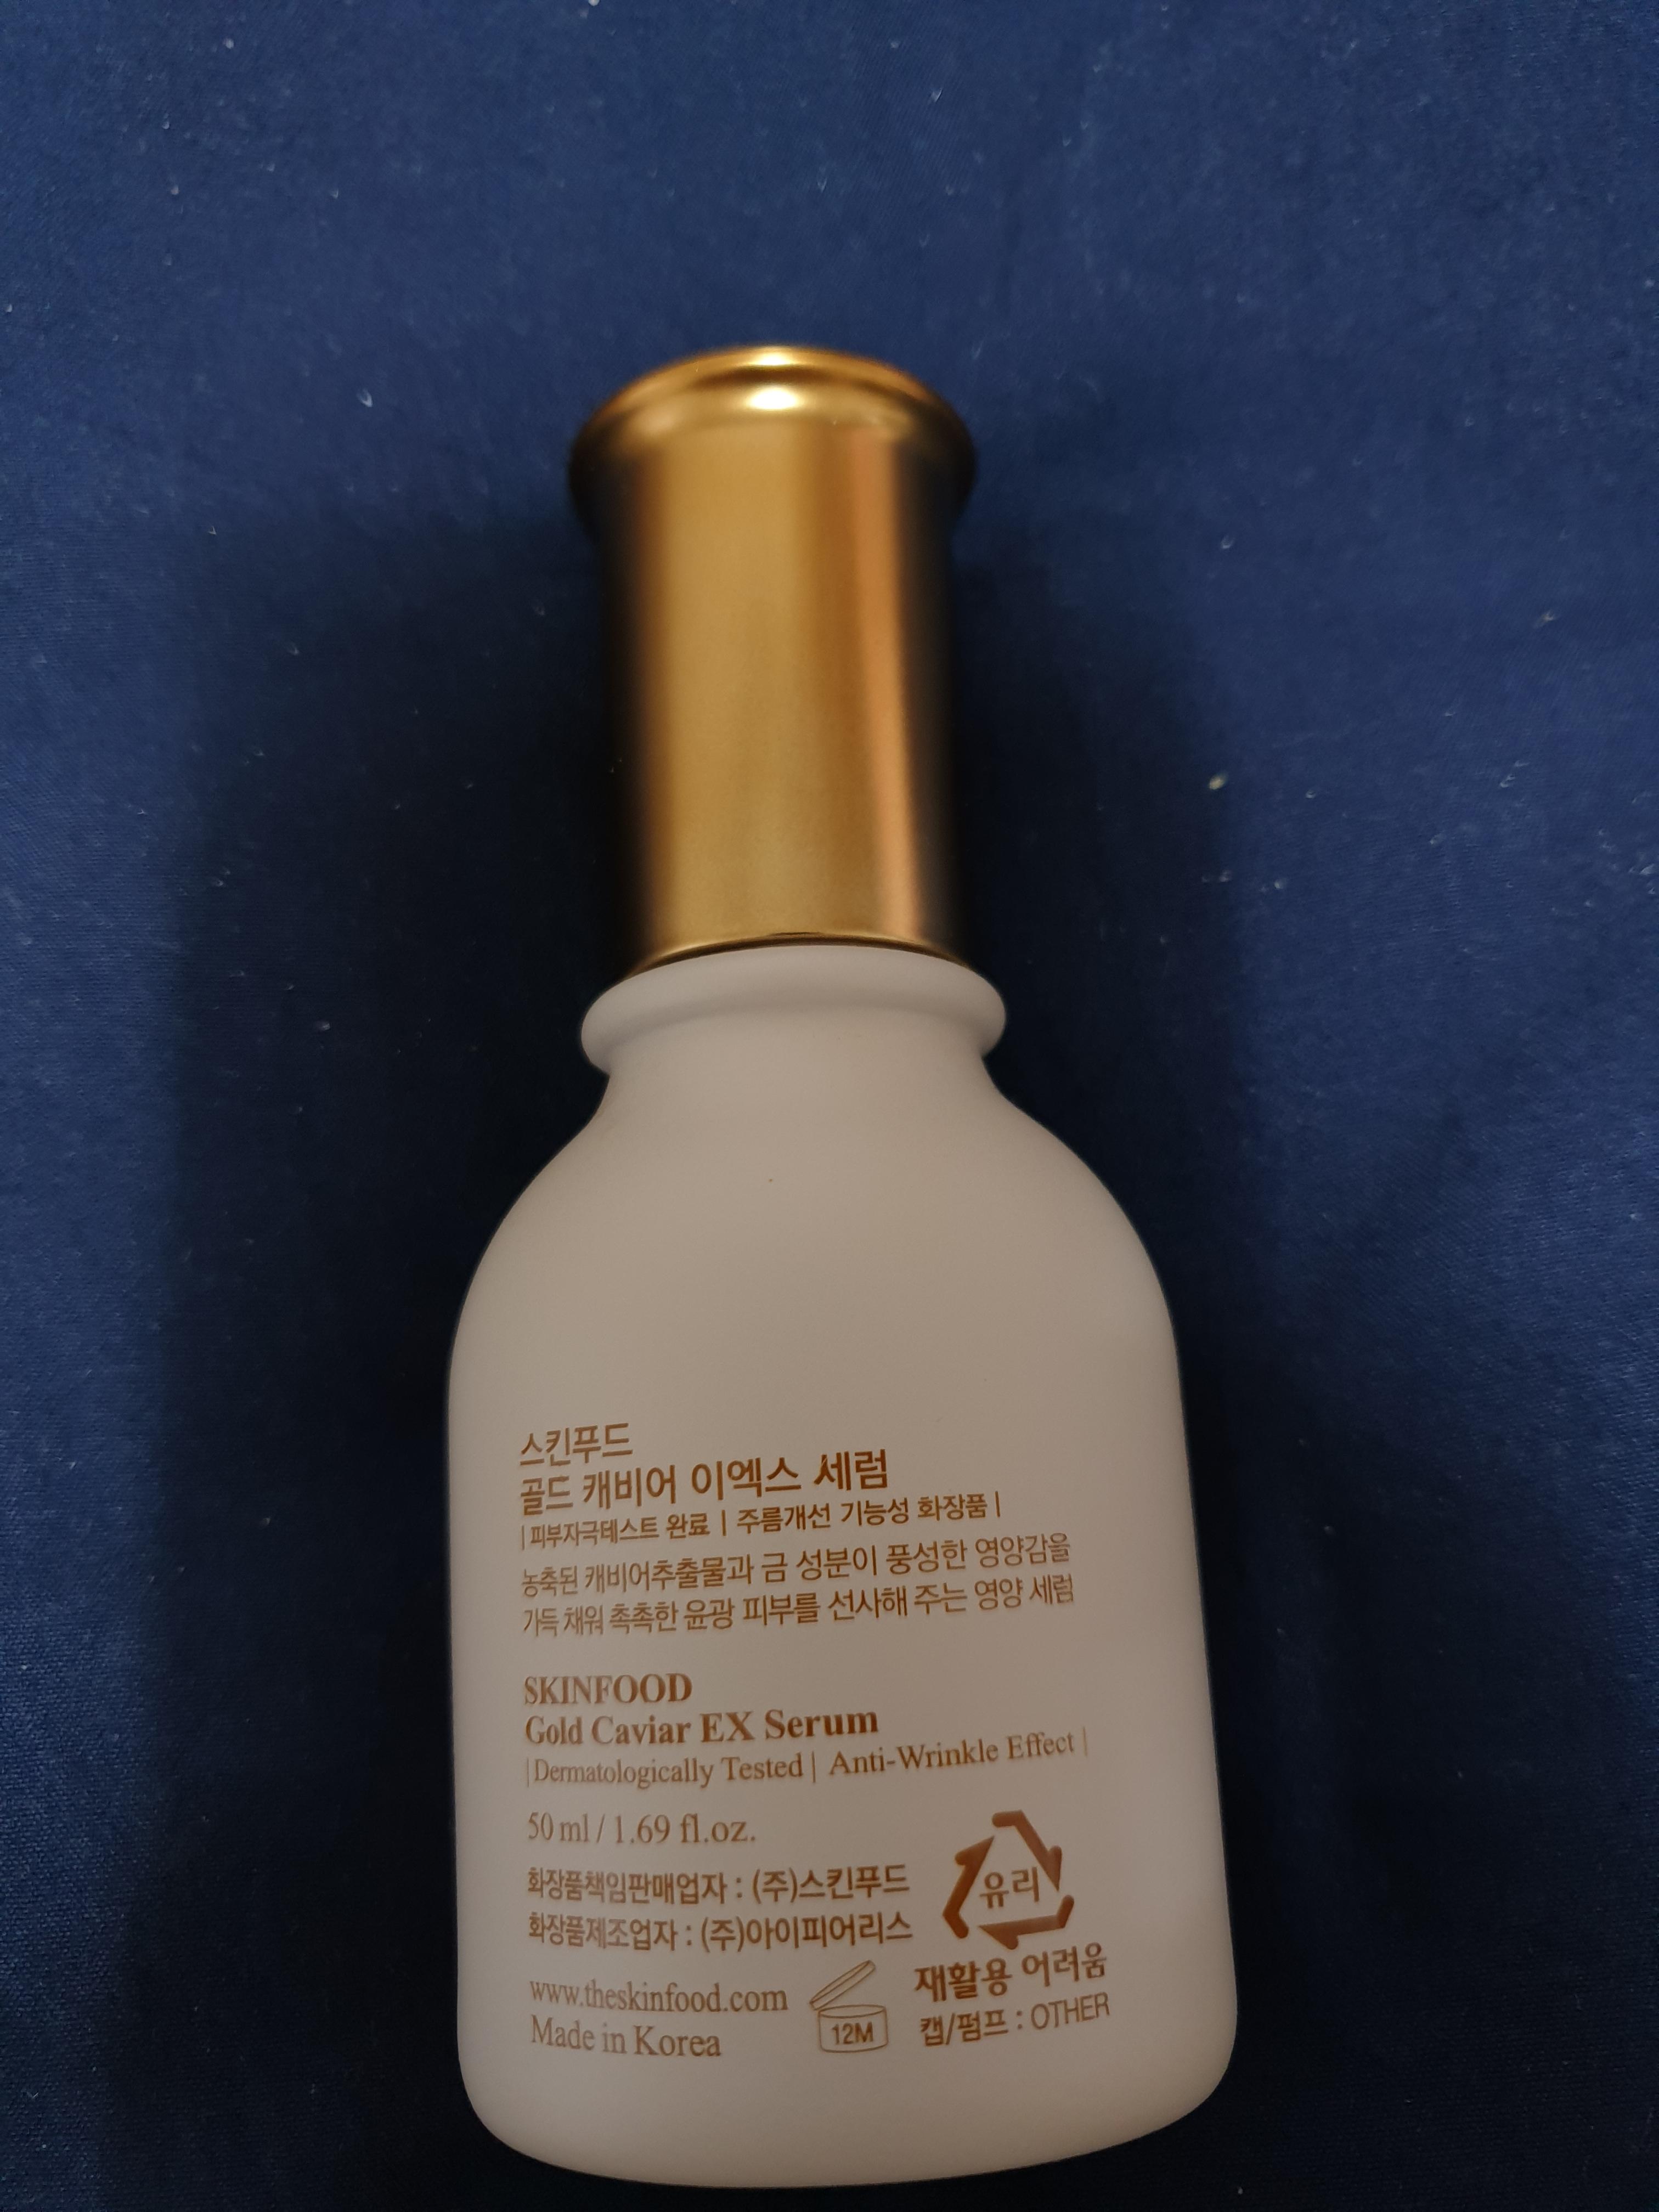 스킨푸드
골드 캐비어 이엑스 세럼
| 피부자극테스트 완료 | 주름개선 기능성 화장품 |
농축된 캐비어추출물과 금 성분이 풍성한 영양감을
가득 채워 촉촉한 윤광 피부를 선사해 주는 영양 세럼
SKINFOOD
Gold Caviar EX Serum
| Dermatologically Tested | Anti-Wrinkle Effect |
50 ml / 1.69 fl.oz.
화장품책임판매업자 : (주)스킨푸드
화장품제조업자 : (주)아이피어리스
www.theskinfood.com
Made in Korea
12M
유리
재활용 어려움
캡/펌프 : OTHER